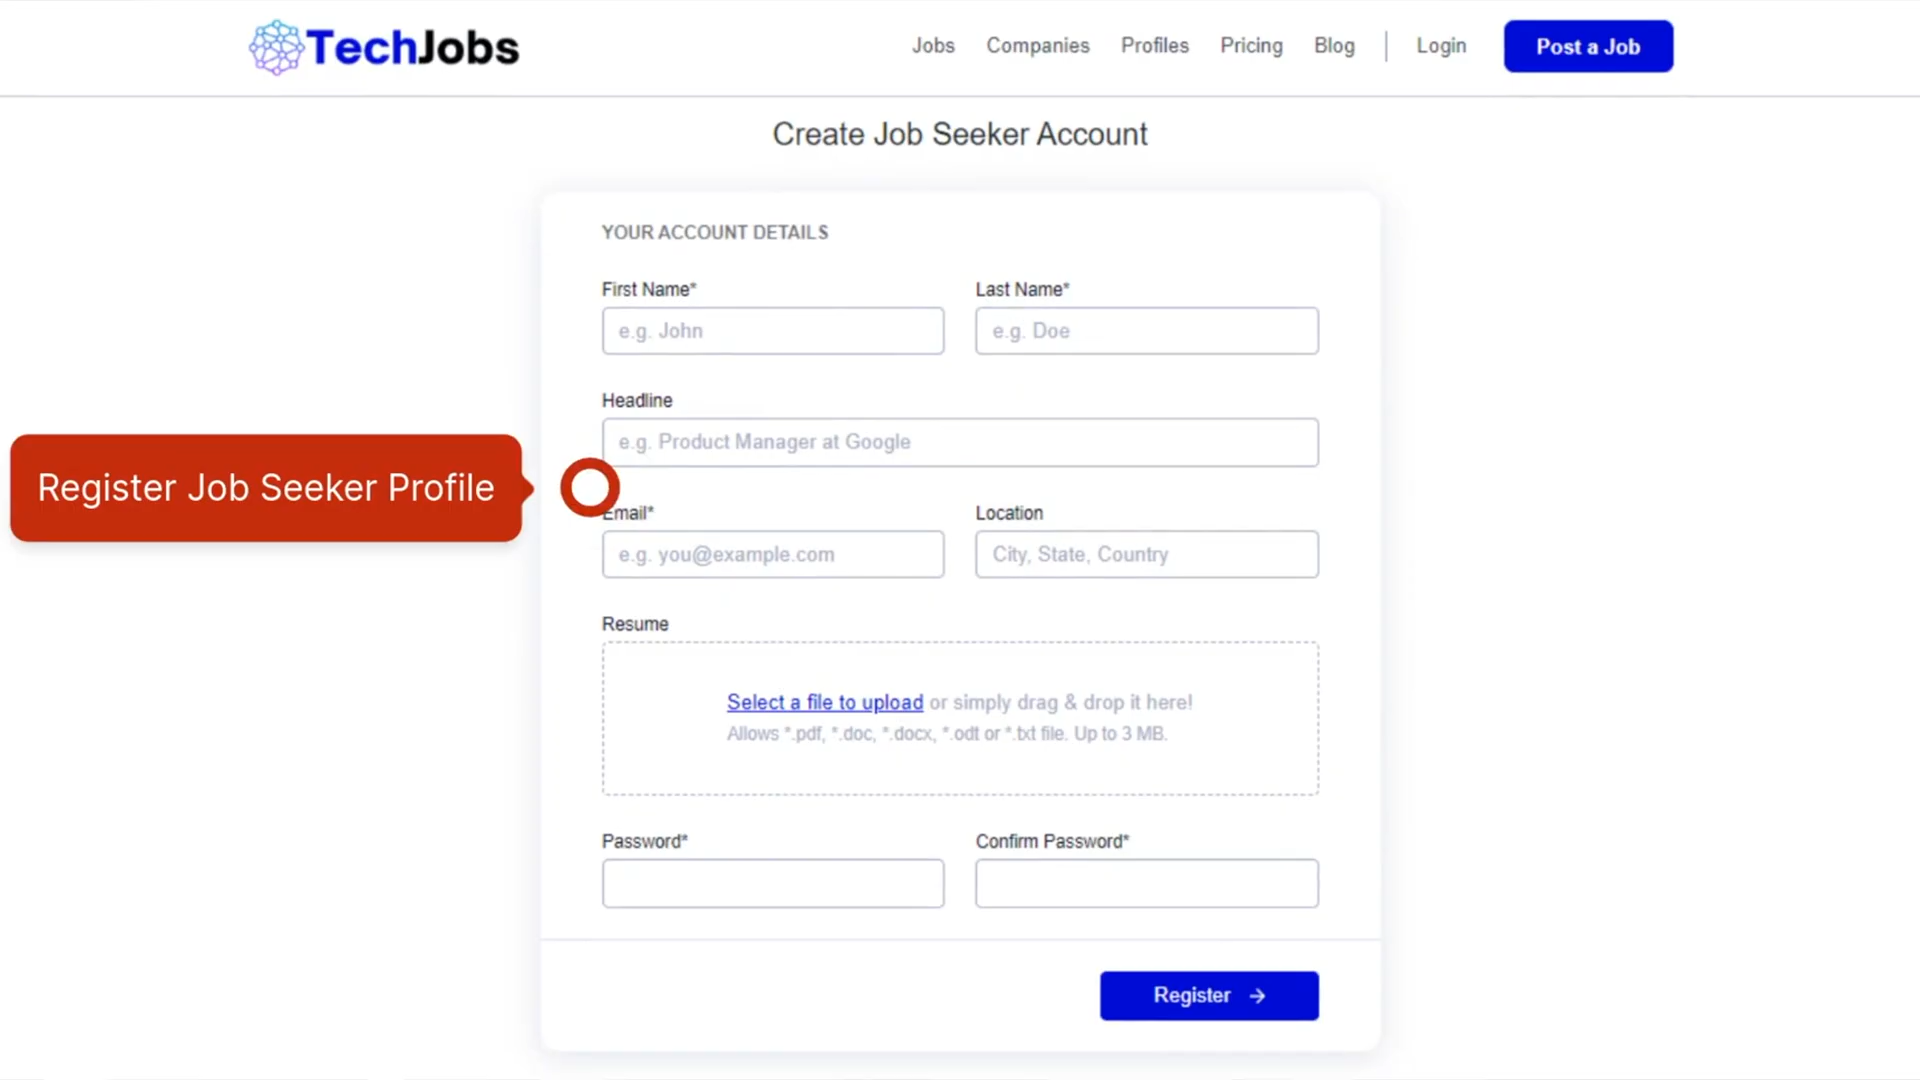 TechJobs
Jobs Companies Profiles Pricing Blog Login Post a Job
Create Job Seeker Account
YOUR ACCOUNT DETAILS
First Name* Last Name*
e.g. John e.g. Doe
Headline
e.g. Product Manager at Google
Register Job Seeker Profile
Email* Location
e.g. you@example.com City, State, Country
Resume
Select a file to upload or simply drag & drop it here!
Allows *.pdf, *.doc, *.docx, *.odt or *.txt file. Up to 3 MB.
Password* Confirm Password*
Register →